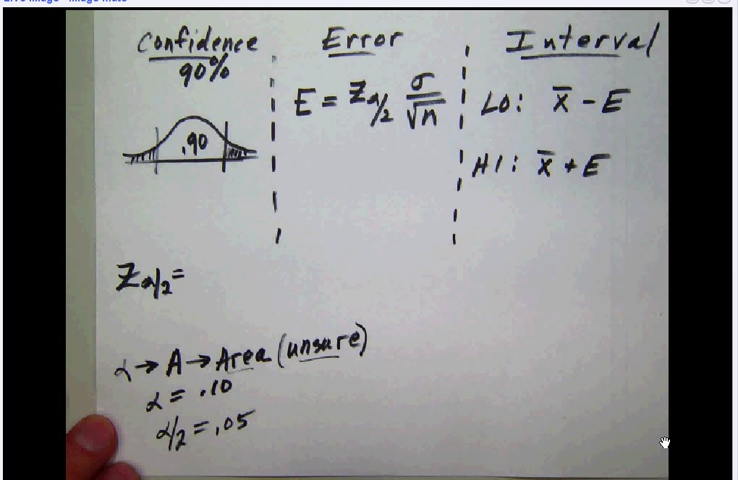 Confidence
90%
.90
Error
E = Zα/2 σ/√n
Interval
LO: x̄ - E
HI: x̄ + E
Zα/2 =
α → A → Area (unsure)
α = .10
α/2 = .05